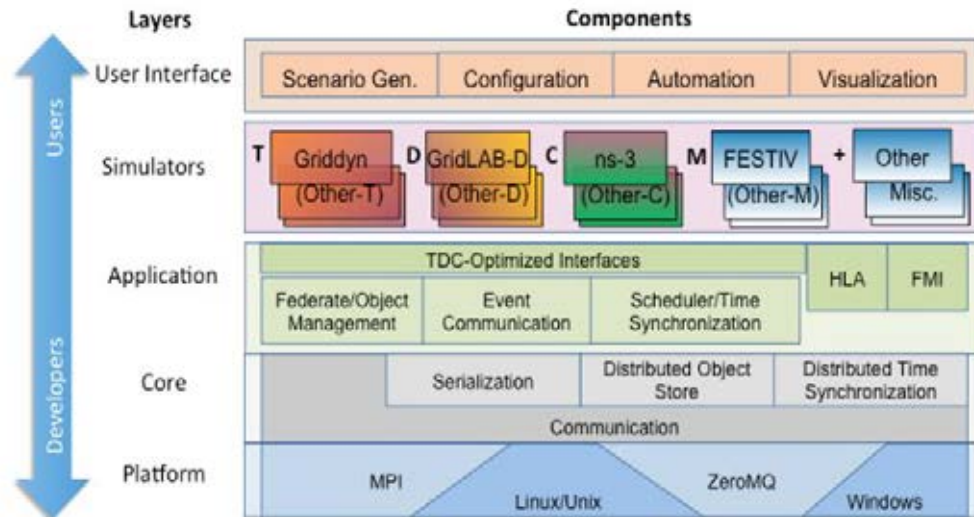 Layers
Components
Users
Developers
User Interface
Scenario Gen.
Configuration
Automation
Visualization
Simulators
T
Griddyn
(Other-T)
D
GridLAB-D
(Other-D)
C
ns-3
(Other-C)
M
FESTIV
(Other-M)
+
Other
Misc.
Application
TDC-Optimized Interfaces
HLA
FMI
Federate/Object
Management
Event
Communication
Scheduler/Time
Synchronization
Core
Serialization
Distributed Object
Store
Distributed Time
Synchronization
Communication
Platform
MPI
Linux/Unix
ZeroMQ
Windows